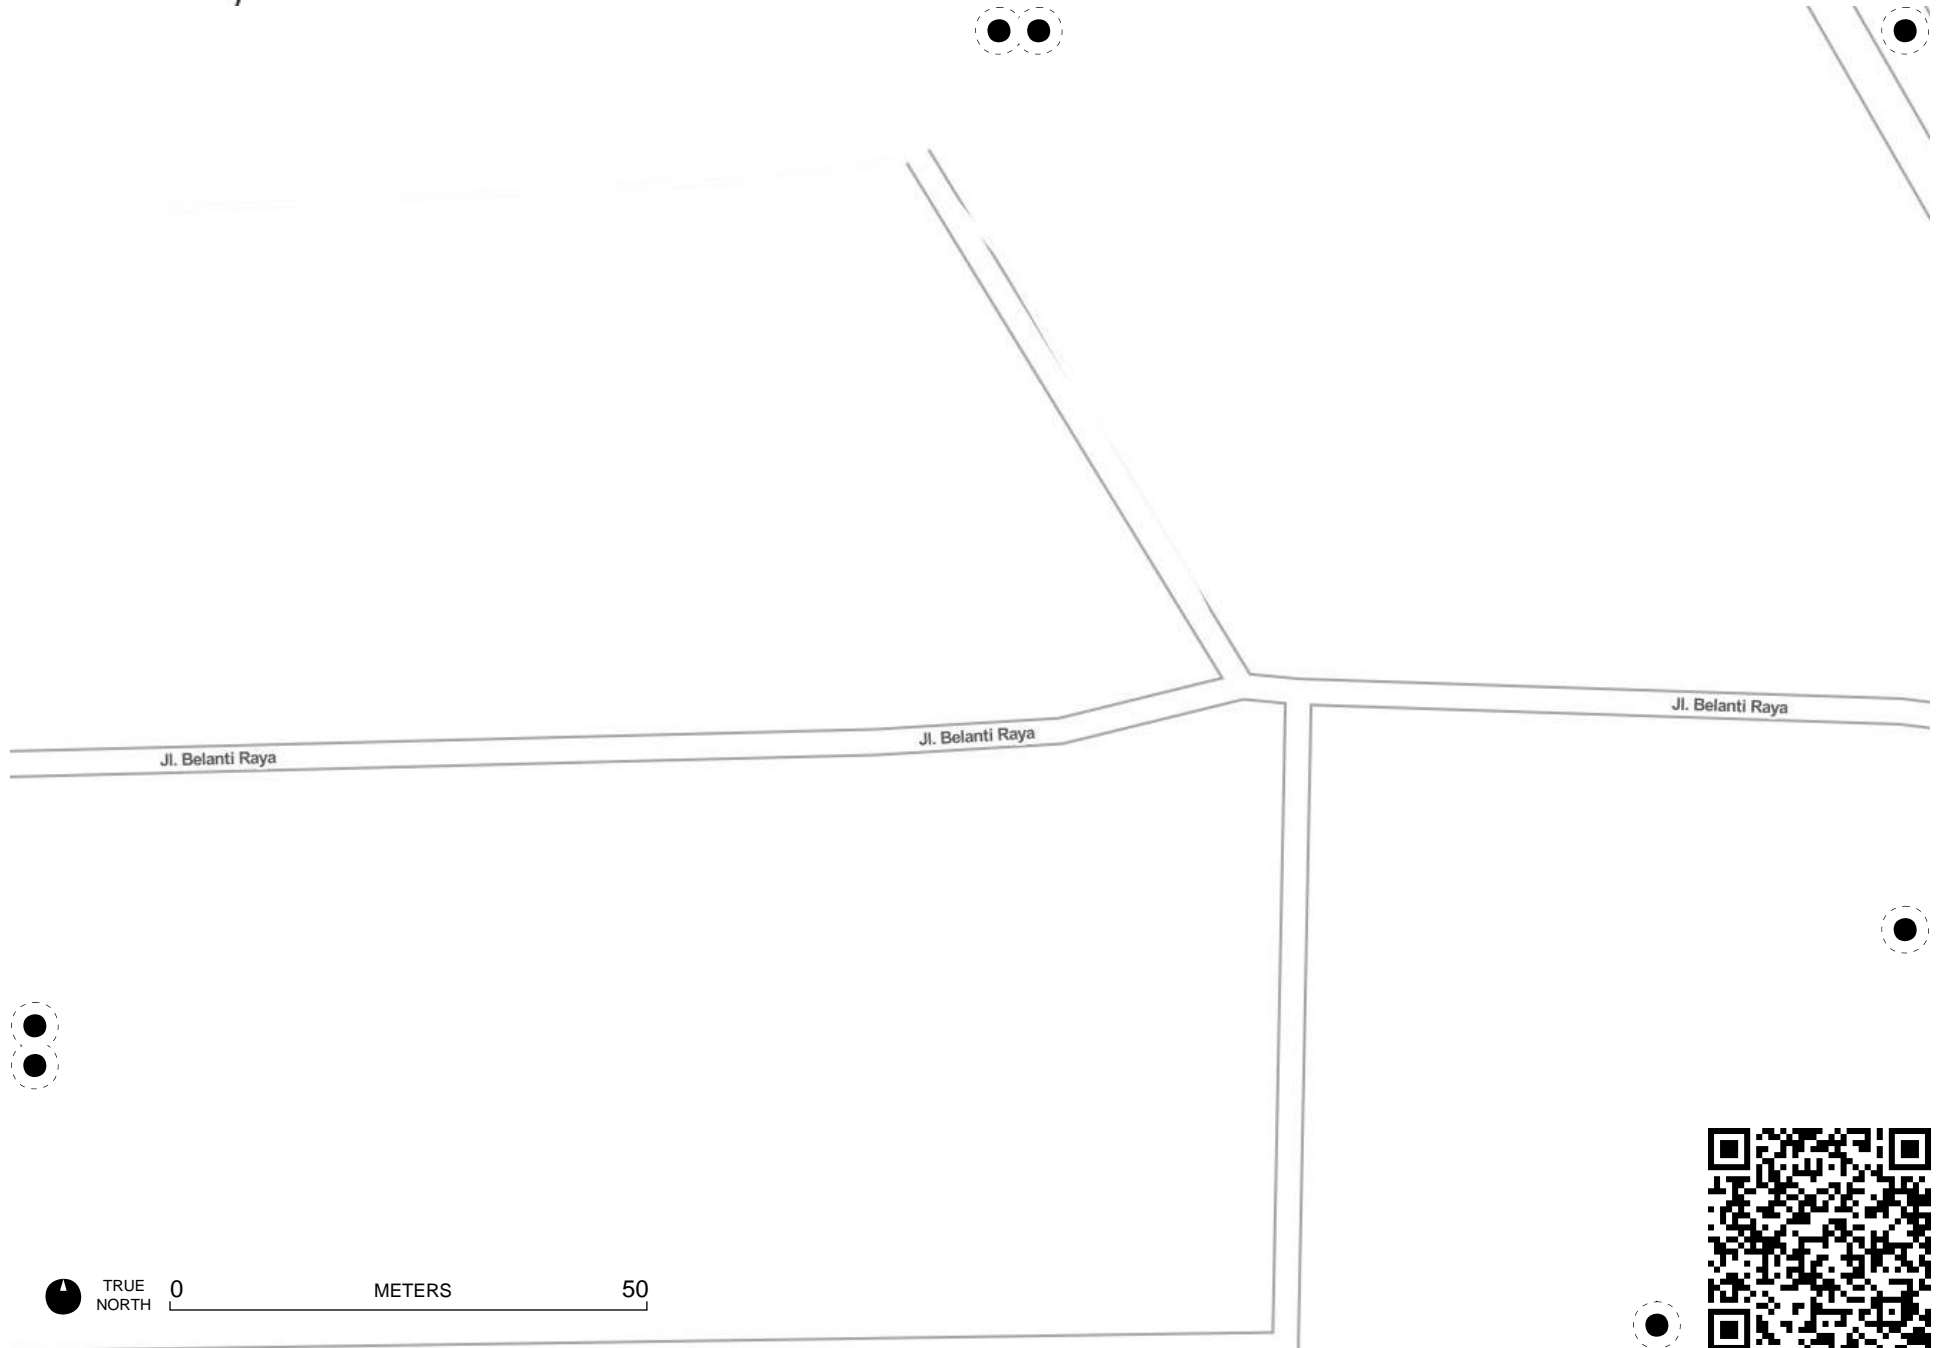 Jl. Belanti Raya
Jl. Belanti Raya
Jl. Belanti Raya
TRUE
NORTH
0 METERS 50